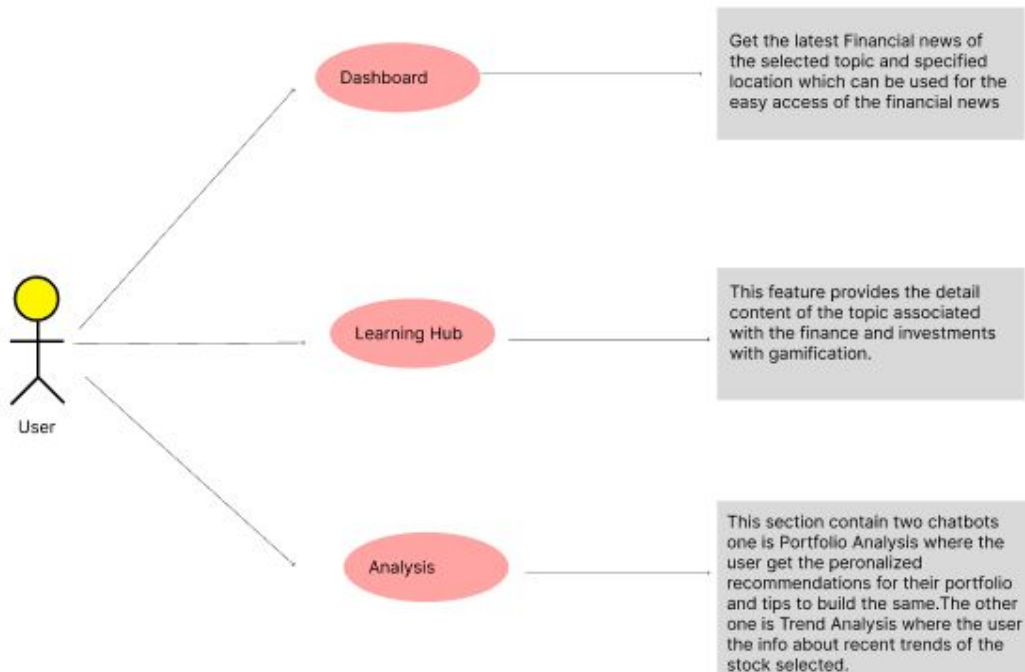 Dashboard
Get the latest Financial news of
the selected topic and specified
location which can be used for the
easy access of the financial news
Learning Hub
This feature provides the detail
content of the topic associated
with the finance and investments
with gamification.
User
Analysis
This section contain two chatbots
one is Portfolio Analysis where the
user get the peronalized
recommendations for their portfolio
and tips to build the same.The other
one is Trend Analysis where the user
the info about recent trends of the
stock selected.